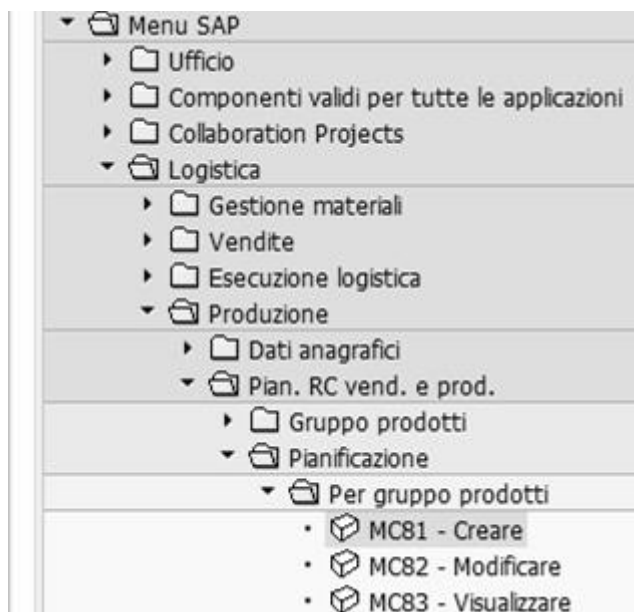 Menu SAP
Ufficio
Componenti validi per tutte le applicazioni
Collaboration Projects
Logistica
Gestione materiali
Vendite
Esecuzione logistica
Produzione
Dati anagrafici
Pian. RC vend. e prod.
Gruppo prodotti
Pianificazione
Per gruppo prodotti
MC81 - Creare
MC82 - Modificare
MC83 - Visualizzare